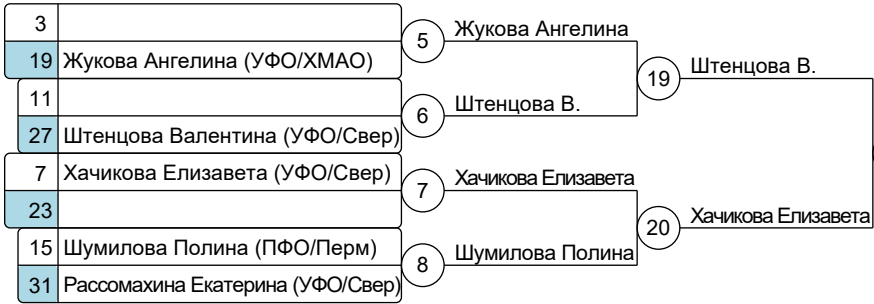 3
19 Жукова Ангелина (УФО/ХМАО)
5
Жукова Ангелина
11
27 Штенцова Валентина (УФО/Свер)
6
Штенцова В.
19
Штенцова В.
7 Хачикова Елизавета (УФО/Свер)
23
7
Хачикова Елизавета
15 Шумилова Полина (ПФО/Перм)
31 Рассомахина Екатерина (УФО/Свер)
8
Шумилова Полина
20
Хачикова Елизавета